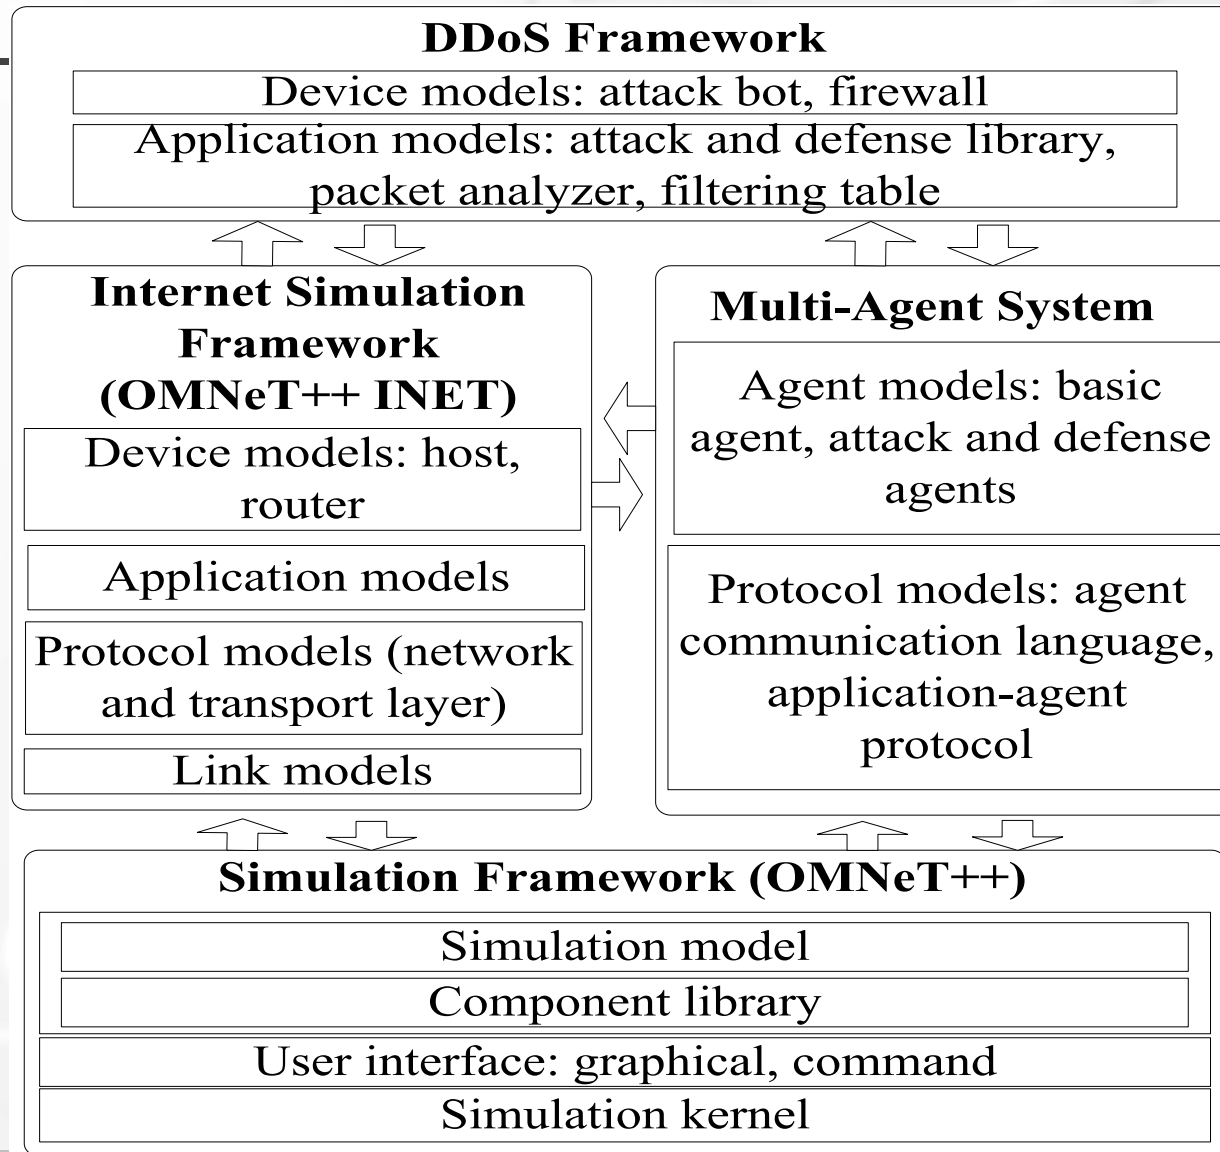 DDoS Framework
Device models: attack bot, firewall
Application models: attack and defense library,
packet analyzer, filtering table
Internet Simulation
Framework
(OMNeT++ INET)
Device models: host,
router
Application models
Protocol models (network
and transport layer)
Link models
Multi-Agent System
Agent models: basic
agent, attack and defense
agents
Protocol models: agent
communication language,
application-agent
protocol
Simulation Framework (OMNeT++)
Simulation model
Component library
User interface: graphical, command
Simulation kernel